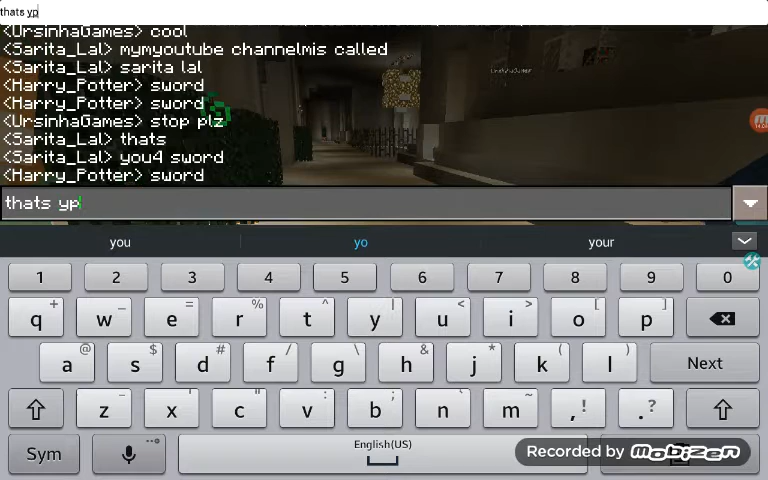 thats yp
<UrsinhaGames> cool
<Sarita_Lal> mymyoutube channelmis called
<Sarita_Lal> sarita lal
<Harry_Potter> sword
<Harry_Potter> sword
<UrsinhaGames> stop plz
<Sarita_Lal> thats
<Sarita_Lal> you4 sword
<Harry_Potter> sword
UrsinhaGames
thats yp
you yo your
1 2 3 4 5 6 7 8 9 0
q + w _ e = r % t ^ y | u < i > o [ p ]
a @ s $ d # f / g \ h & j * k ( l ) Next
z - x ' c " v : b ; n ` m ~ , ! . ?
Sym English(US)
Recorded by mobizen